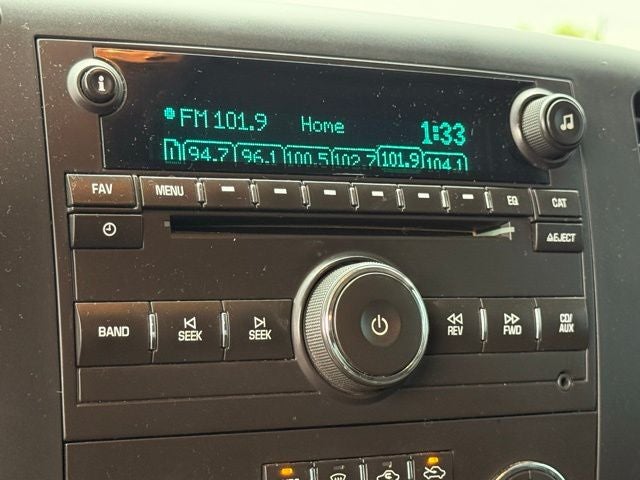 FM 101.9 Home 1:33
94.7 96.1 100.5 102.7 101.9 104.1
FAV MENU EQ CAT
EJECT
BAND SEEK SEEK REV FWD CD/AUX